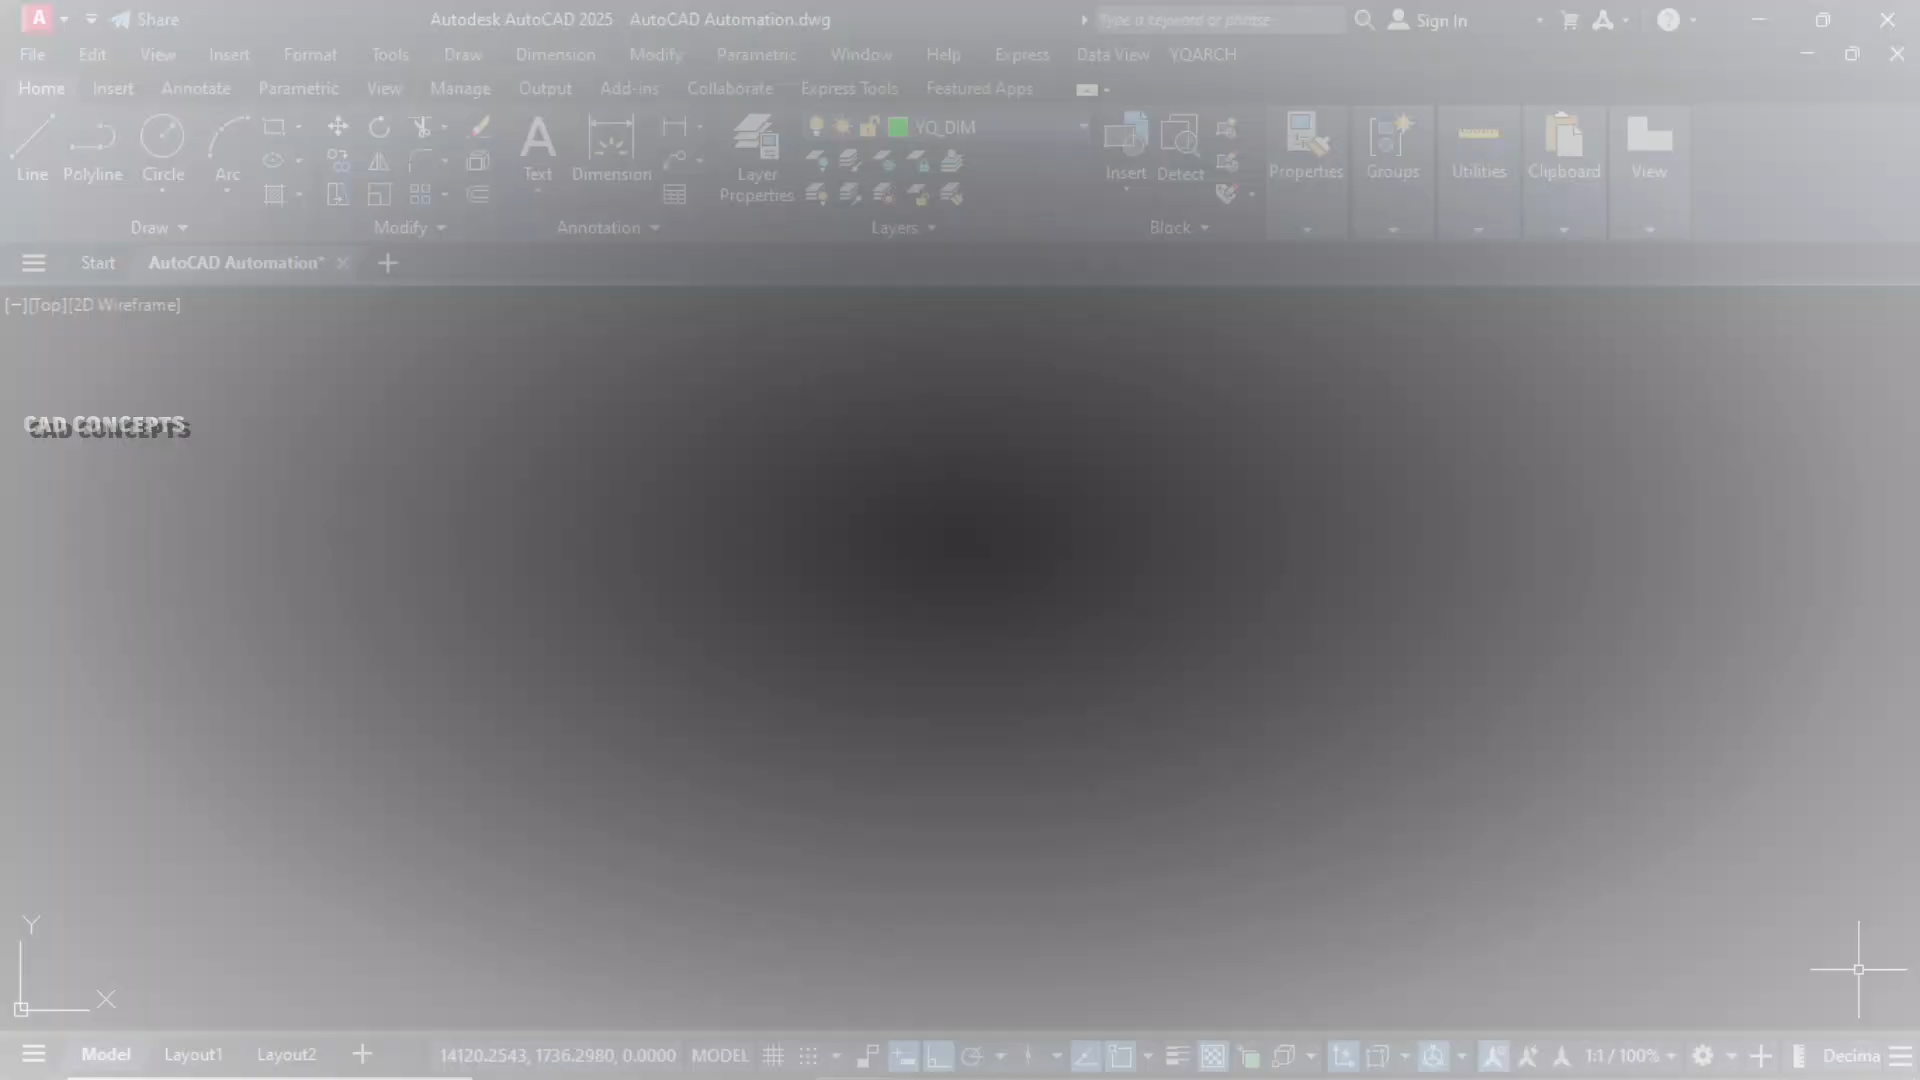 A Share Autodesk AutoCAD 2025 AutoCAD Automation.dwg Type a keyword or phrase Sign In
File Edit View Insert Format Tools Draw Dimension Modify Parametric Window Help Express Data View YQARCH
Home Insert Annotate Parametric View Manage Output Add-ins Collaborate Express Tools Featured Apps
YQ_DIM
Line Polyline Circle Arc Text Dimension Layer Properties Insert Detect Properties Groups Utilities Clipboard View
Draw Modify Annotation Layers Block
Start AutoCAD Automation*
[−][Top][2D Wireframe]
CAD CONCEPTS
Y
X
Model Layout1 Layout2 14120.2543, 1736.2980, 0.0000 MODEL 1:1 / 100% Decima